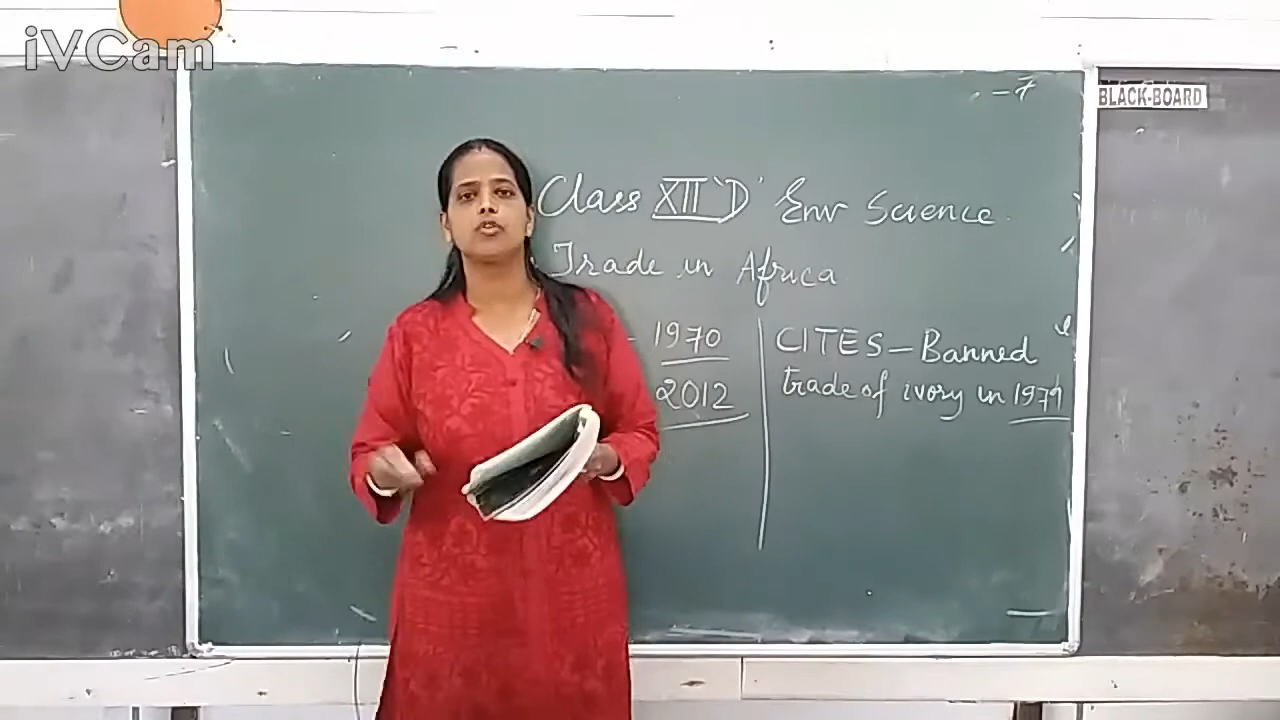 iVCam
BLACK-BOARD
Class XII 'D' Env Science
Trade in Africa
1970
2012
CITES - Banned
trade of ivory in 1979